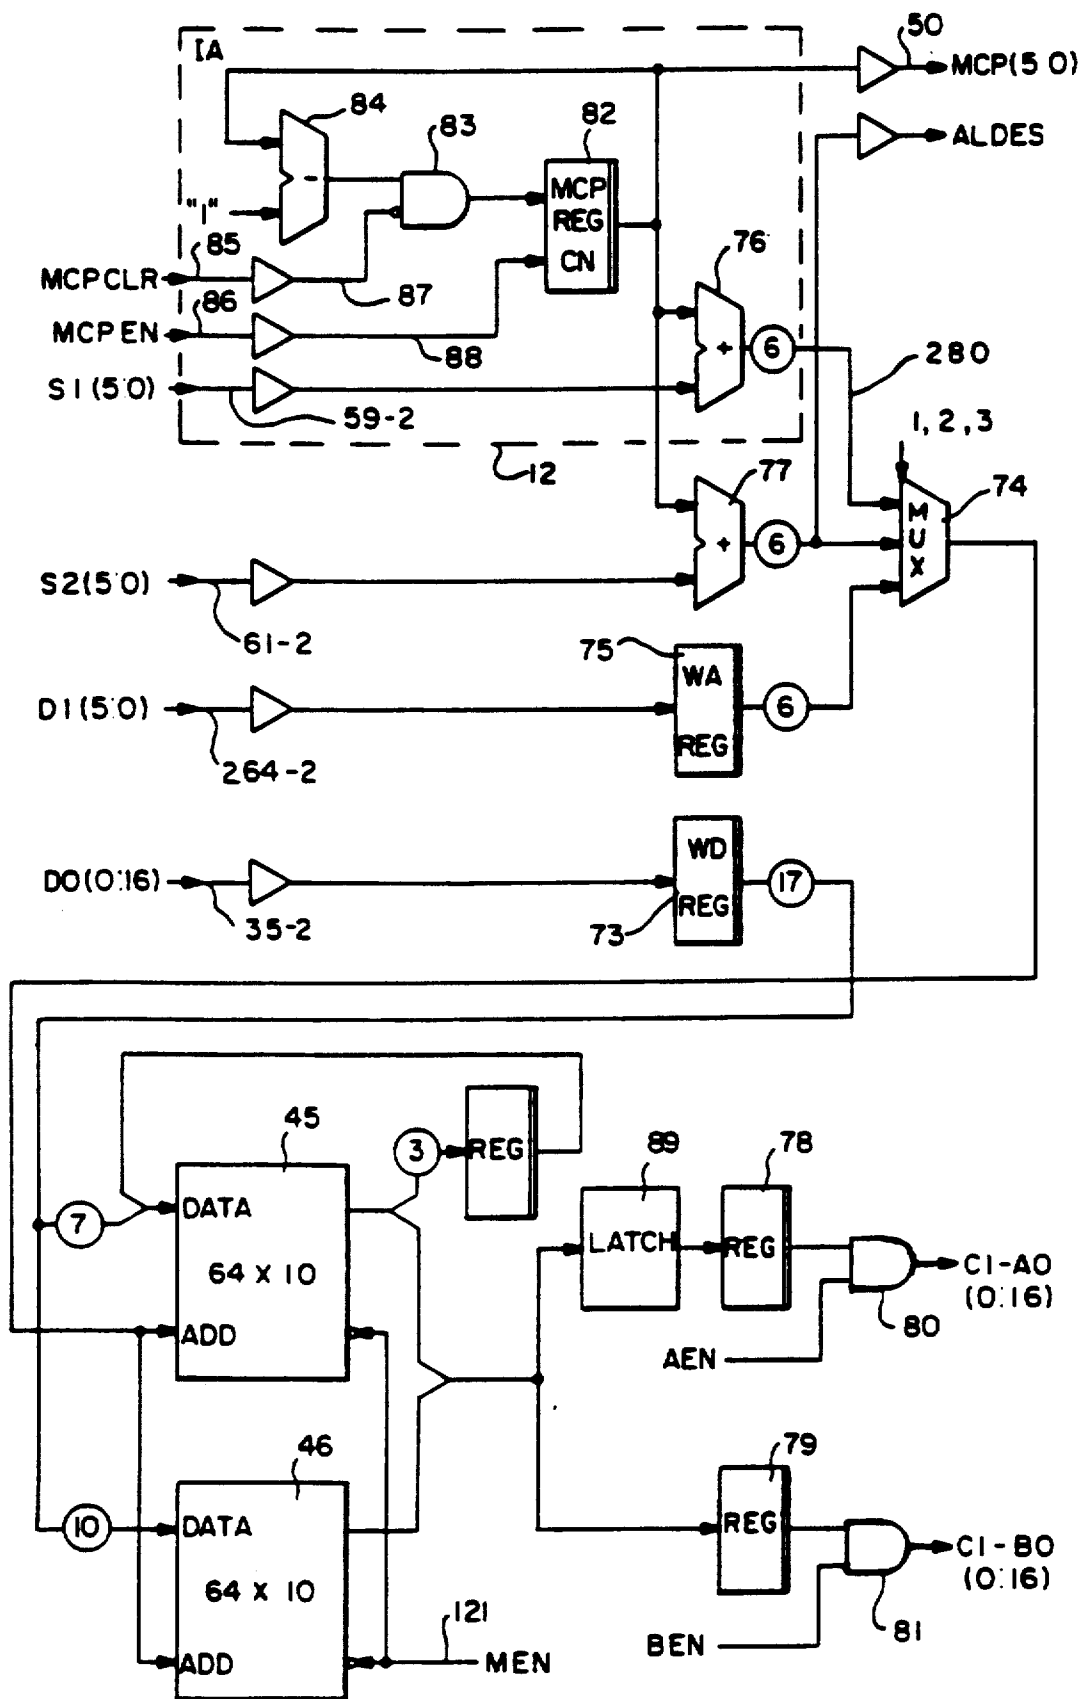 IA
50
MCP(5:0)
84
83
82
ALDES
"1"
MCP
REG
CN
76
85
MCPCLR
87
86
MCPEN
88
+
6
280
S1(5:0)
59-2
1, 2, 3
12
77
74
MUX
+
6
S2(5:0)
61-2
75
WA
REG
6
D1(5:0)
264-2
WD
REG
17
D0(0:16)
35-2
73
45
3
REG
89
78
7
DATA
LATCH
REG
64 X 10
C1-A0
(0:16)
ADD
80
AEN
46
79
10
DATA
REG
C1-B0
(0:16)
64 X 10
121
81
BEN
ADD
MEN